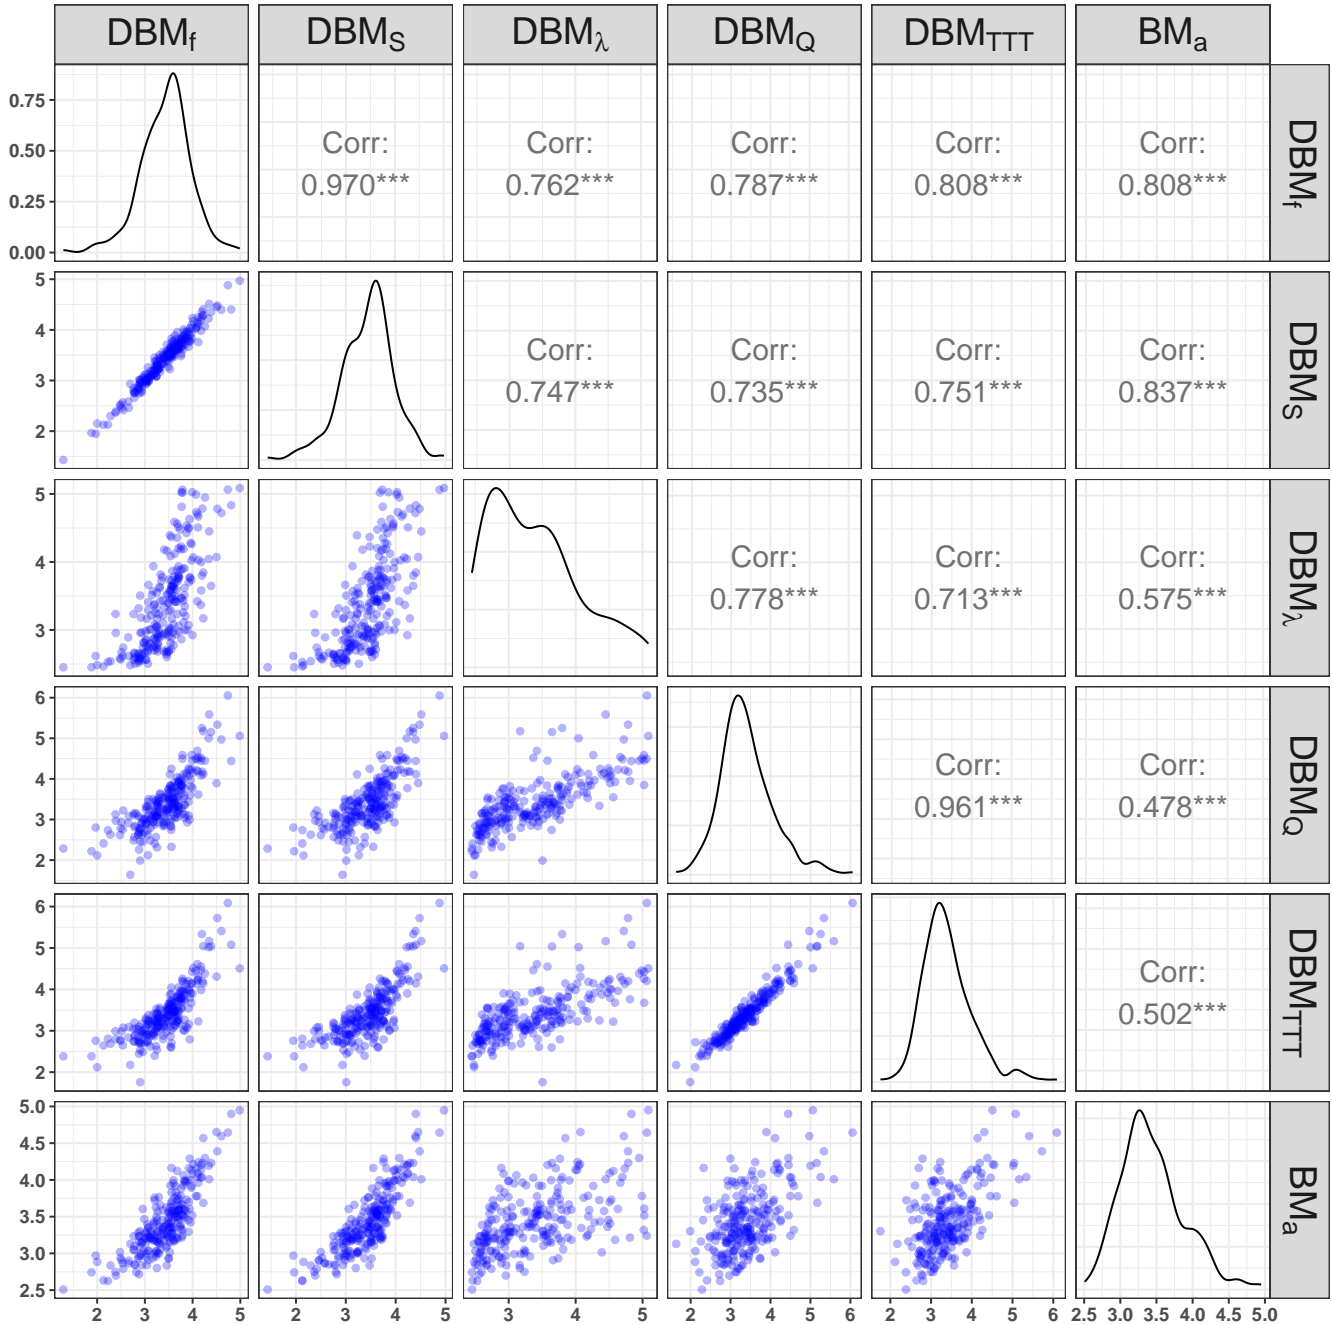 DBMf DBMS DBMλ DBMQ DBMTTT BMa
0.75
0.50
0.25
0.00
Corr: Corr: Corr: Corr: Corr:
0.970*** 0.762*** 0.787*** 0.808*** 0.808***
DBMf
5
4
3
2
Corr: Corr: Corr: Corr:
0.747*** 0.735*** 0.751*** 0.837***
DBMS
5
4
3
Corr: Corr: Corr:
0.778*** 0.713*** 0.575***
DBMλ
6
5
4
3
2
Corr: Corr:
0.961*** 0.478***
DBMQ
6
5
4
3
2
Corr:
0.502***
DBMTTT
5.0
4.5
4.0
3.5
3.0
2.5
BMa
2 3 4 5 2 3 4 5 3 4 5 2 3 4 5 6 2 3 4 5 6 2.5 3.0 3.5 4.0 4.5 5.0